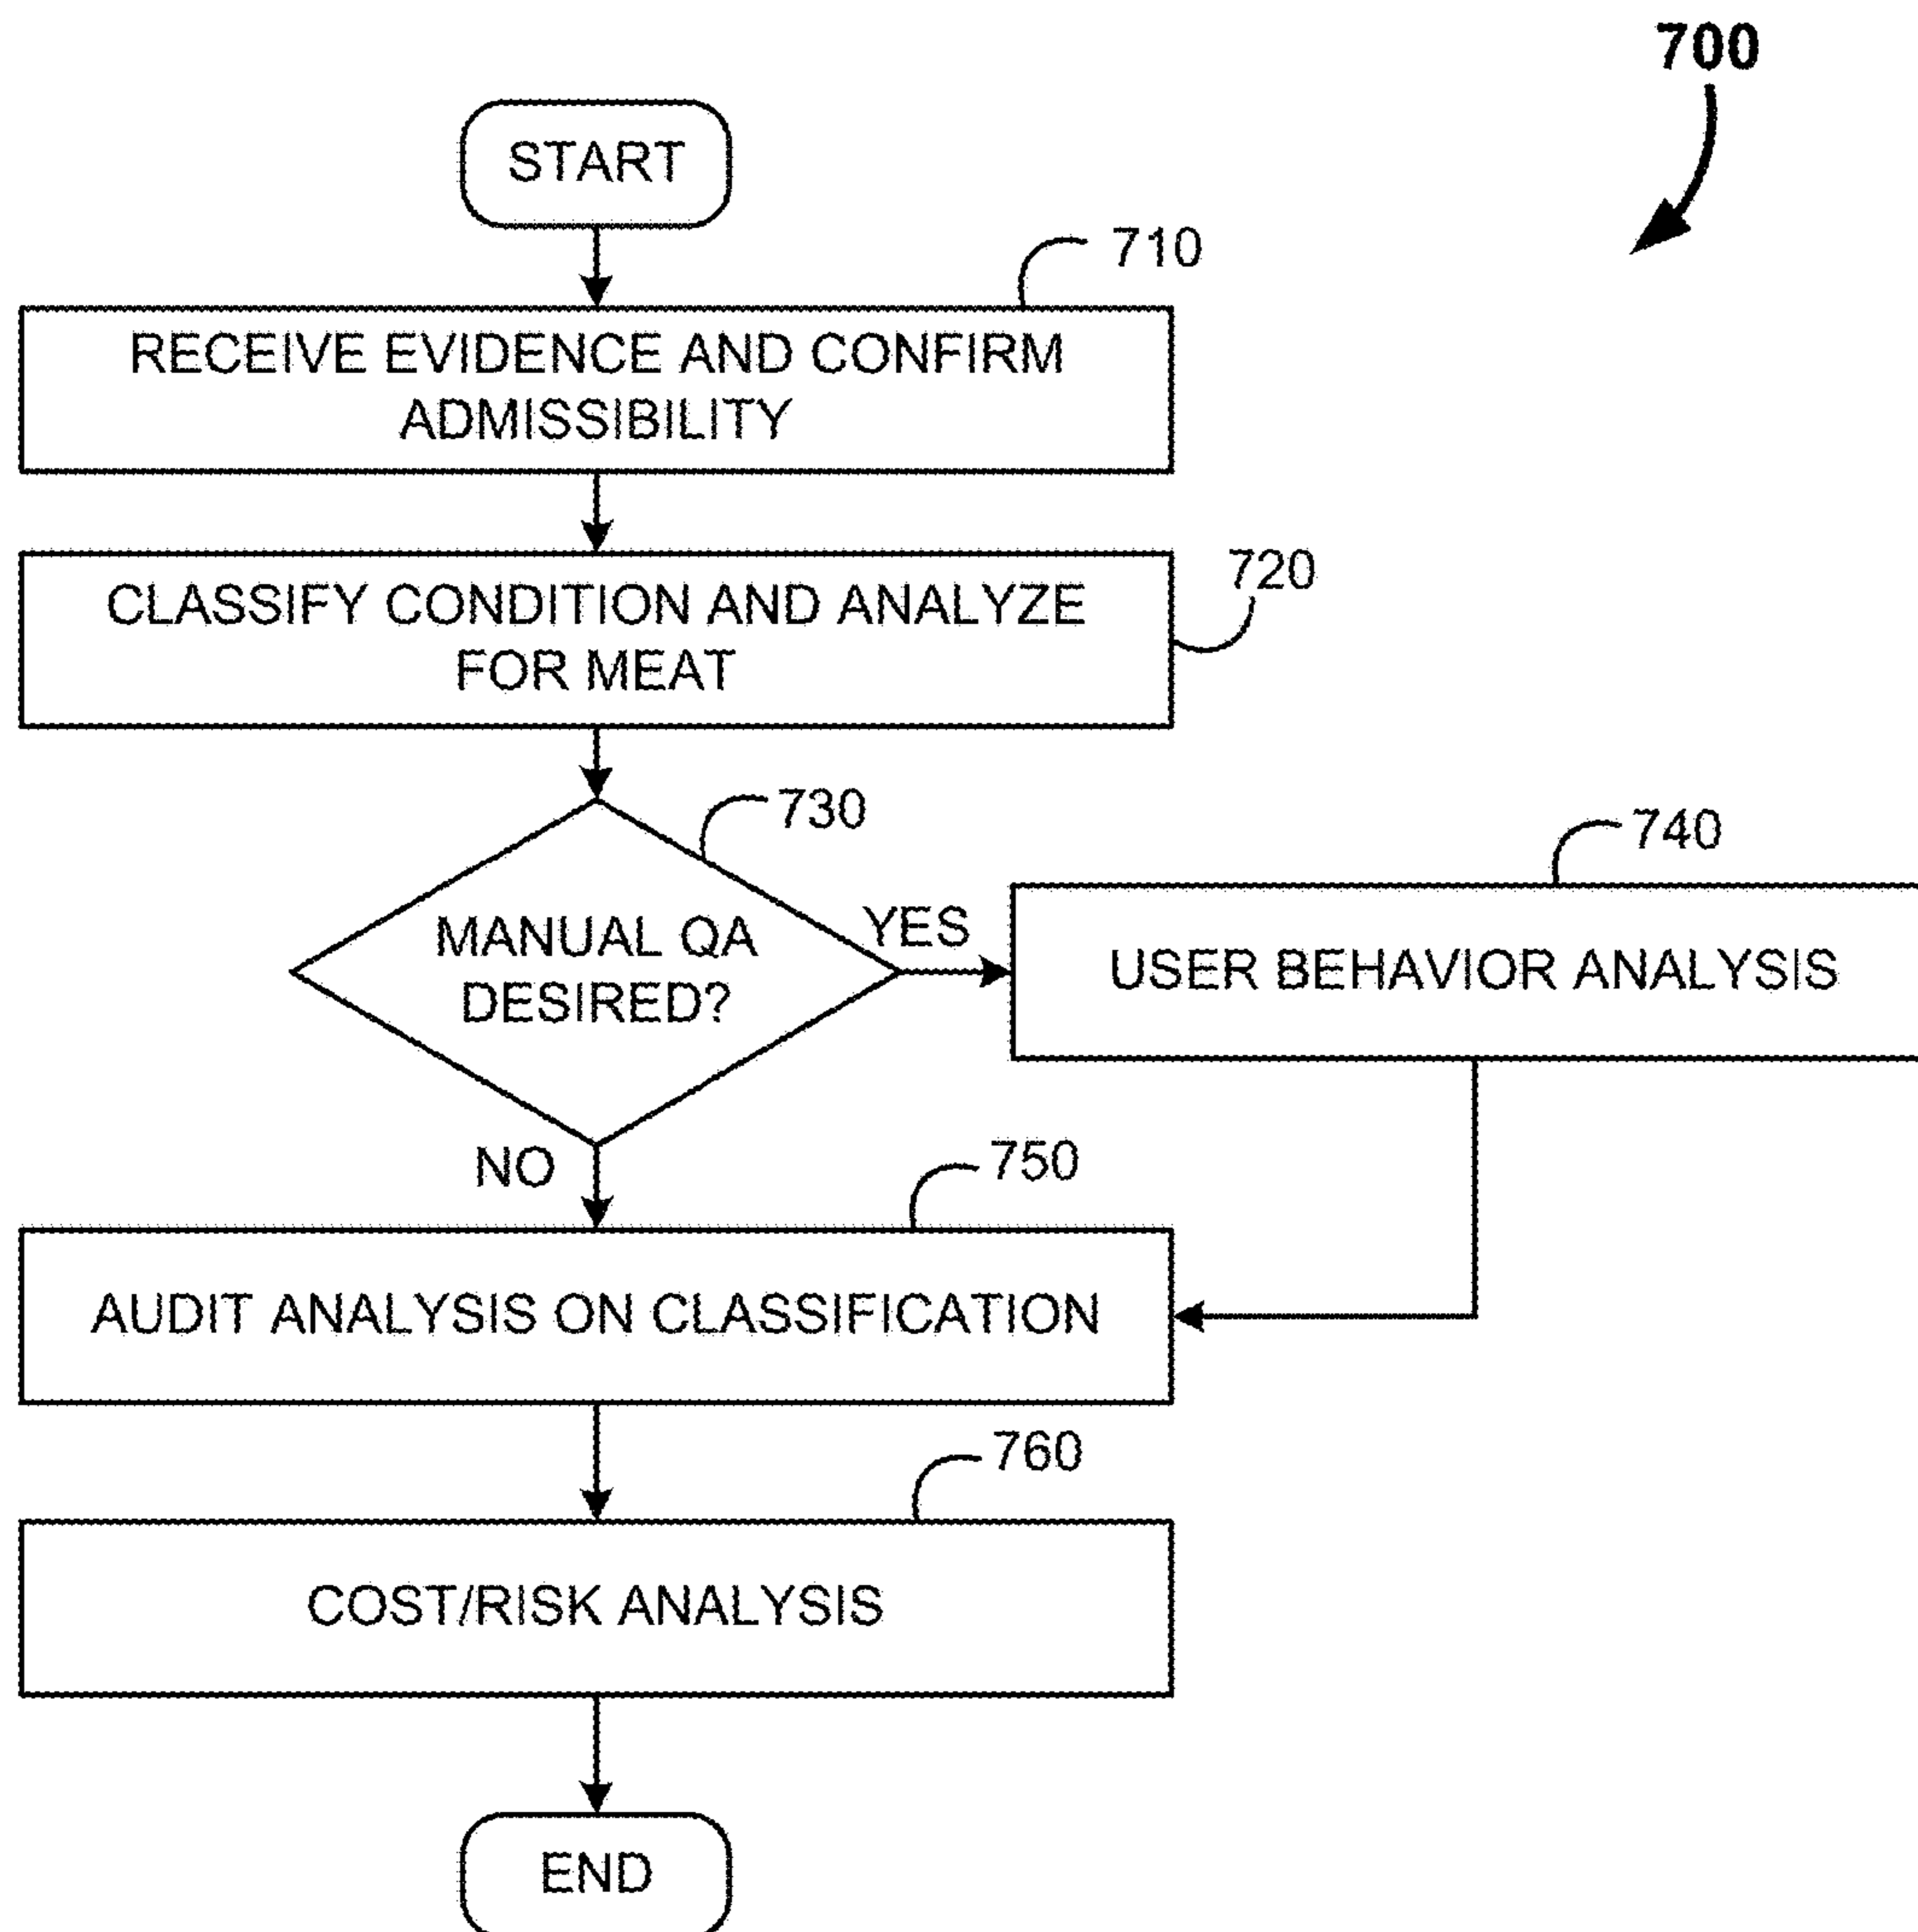 700
START
710
RECEIVE EVIDENCE AND CONFIRM
ADMISSIBILITY
720
CLASSIFY CONDITION AND ANALYZE
FOR MEAT
730
MANUAL QA
DESIRED?
YES
740
USER BEHAVIOR ANALYSIS
NO
750
AUDIT ANALYSIS ON CLASSIFICATION
760
COST/RISK ANALYSIS
END